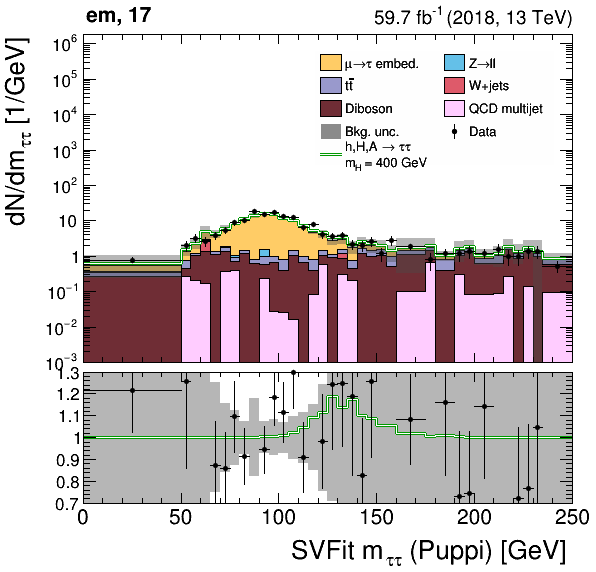 em, 17
59.7 fb⁻¹ (2018, 13 TeV)
dN/dm_ττ [1/GeV]
10⁶
10⁵
10⁴
10³
10²
10
1
10⁻¹
10⁻²
10⁻³
μ→τ embed.
Z→ll
tt̄
W+jets
Diboson
QCD multijet
Bkg. unc.
Data
h,H,A → ττ
m_H = 400 GeV
1.3
1.2
1.1
1
0.9
0.8
0.7
0 50 100 150 200 250
SVFit m_ττ (Puppi) [GeV]